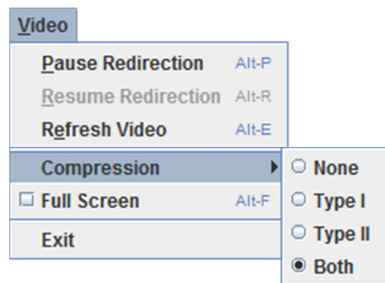 Video
Pause Redirection Alt-P
Resume Redirection Alt-R
Refresh Video Alt-E
Compression
None
Full Screen Alt-F
Type I
Type II
Exit
Both